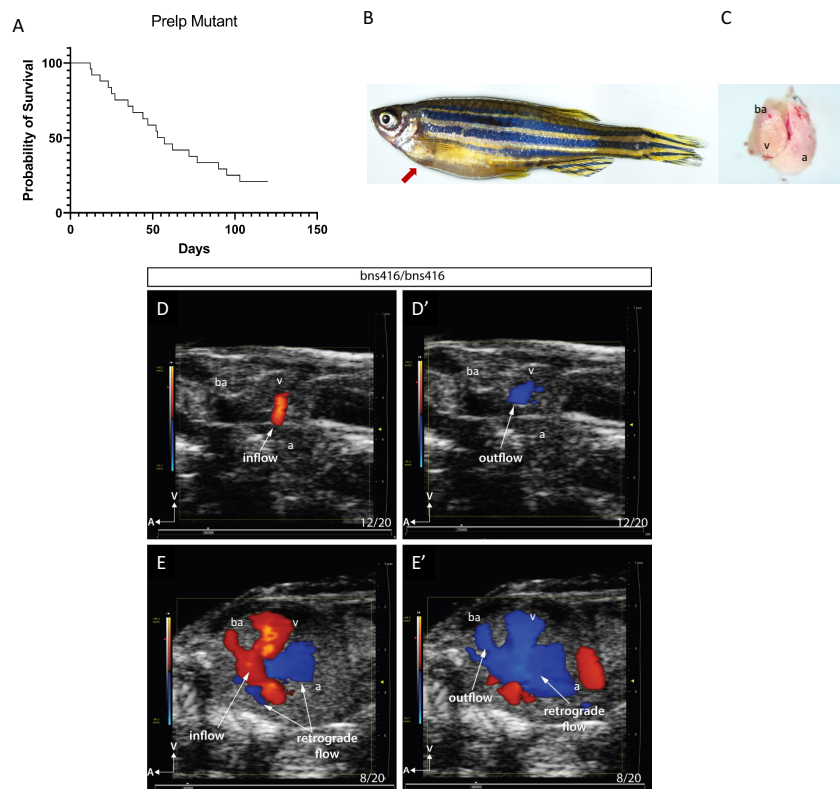 A
Prelp Mutant
Probability of Survival
100
50
0
0
50
100
150
Days
B
C
ba
v
a
bns416/bns416
D
ba
v
a
inflow
V
A
12/20
D'
ba
v
a
outflow
V
A
12/20
E
ba
v
a
inflow
retrograde
flow
V
A
8/20
E'
ba
v
a
outflow
retrograde
flow
V
A
8/20